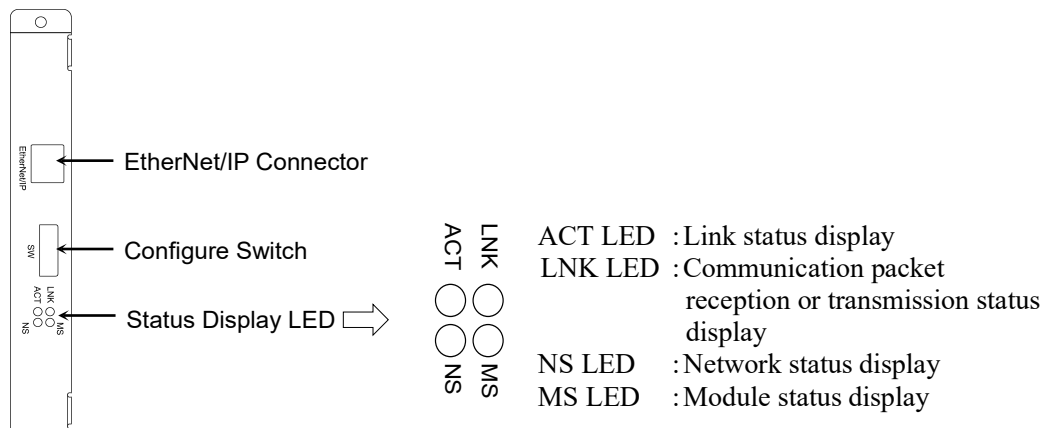 EtherNet/IP
EtherNet/IP Connector
SW
Configure Switch
ACT LNK
NS MS
Status Display LED
ACT LNK
NS MS
ACT LED :Link status display
LNK LED :Communication packet
reception or transmission status
display
NS LED :Network status display
MS LED :Module status display